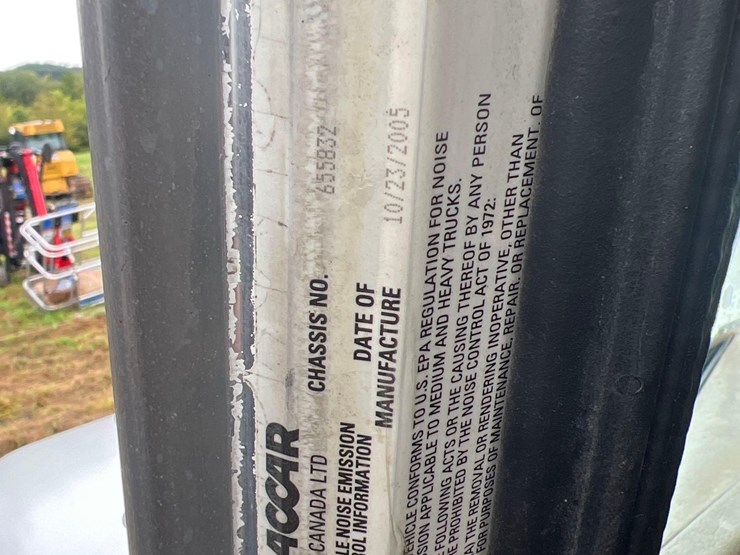 ACCAR
CANADA LTD
CHASSIS NO. 655832
LE NOISE EMISSION
OL INFORMATION
DATE OF
MANUFACTURE 10/23/2005
EHICLE CONFORMS TO U.S. EPA REGULATION FOR NOISE
SION APPLICABLE TO MEDIUM AND HEAVY TRUCKS.
FOLLOWING ACTS OR THE CAUSING THEREOF BY ANY PERSON
E PROHIBITED BY THE NOISE CONTROL ACT OF 1972:
A) THE REMOVAL OR RENDERING INOPERATIVE, OTHER THAN
FOR PURPOSES OF MAINTENANCE, REPAIR, OR REPLACEMENT, OF